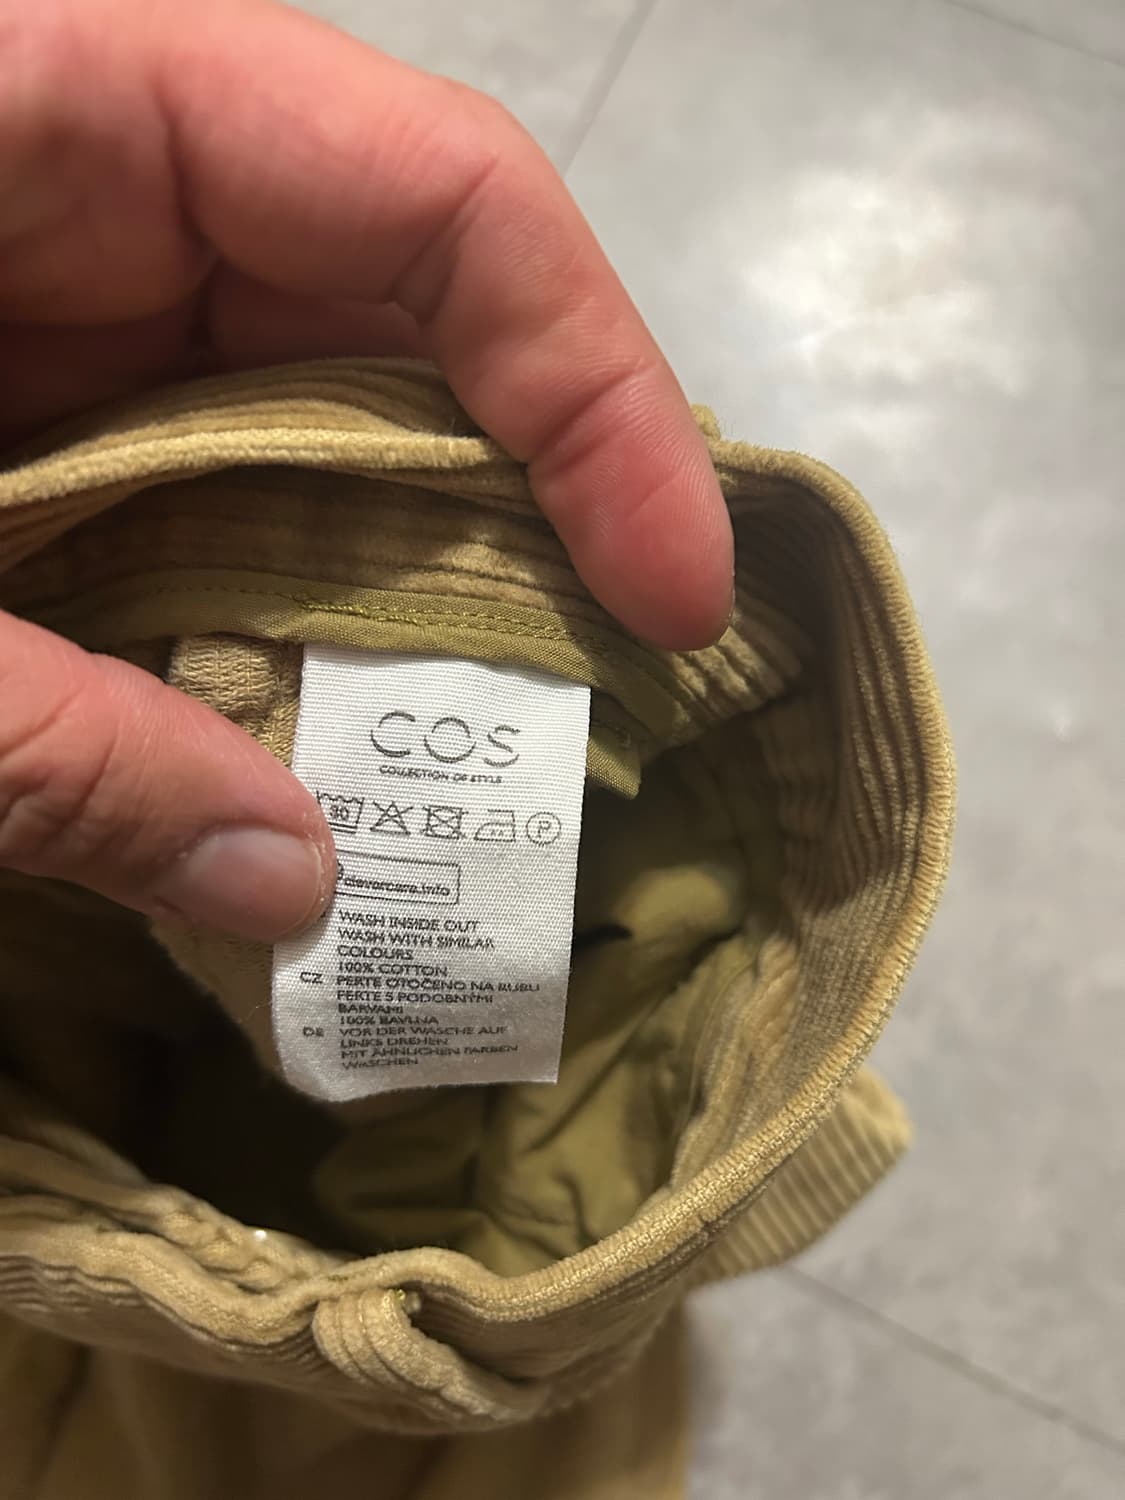 COS
COLLECTION OF STYLE
30
P
clevercare.info
WASH INSIDE OUT
WASH WITH SIMILAR
COLOURS
100% COTTON
CZ PERTE OTOČENO NA RUBU
PERTE S PODOBNÝMI
BARVAMI
100% BAVLNA
DE VOR DER WÄSCHE AUF
LINKS DREHEN
MIT ÄHNLICHEN FARBEN
WASCHEN